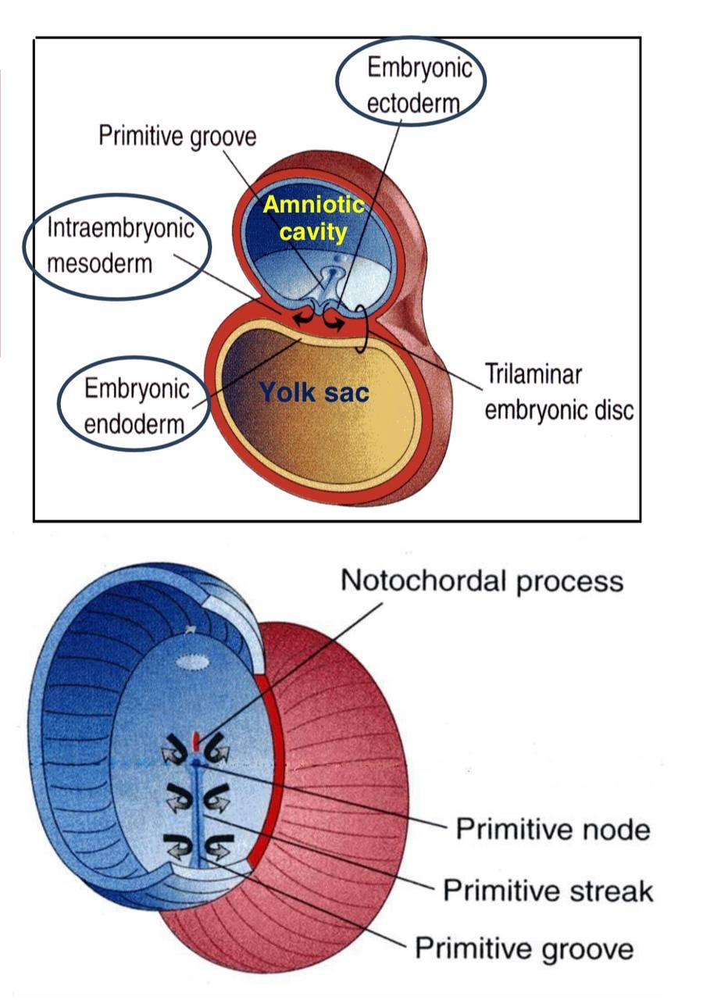 Embryonic
ectoderm
Primitive groove
Amniotic
cavity
Intraembryonic
mesoderm
Trilaminar
embryonic disc
Embryonic
endoderm
Yolk sac
Notochordal process
Primitive node
Primitive streak
Primitive groove